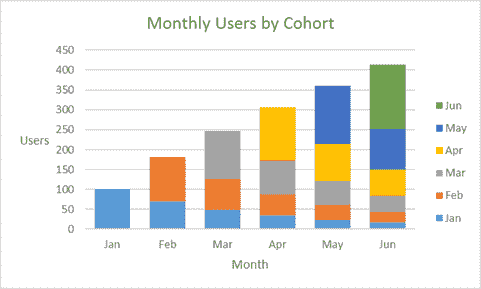 Monthly Users by Cohort
450
400
350
300
250
200
150
100
50
0
Users
Jan Feb Mar Apr May Jun
Month
Jun
May
Apr
Mar
Feb
Jan